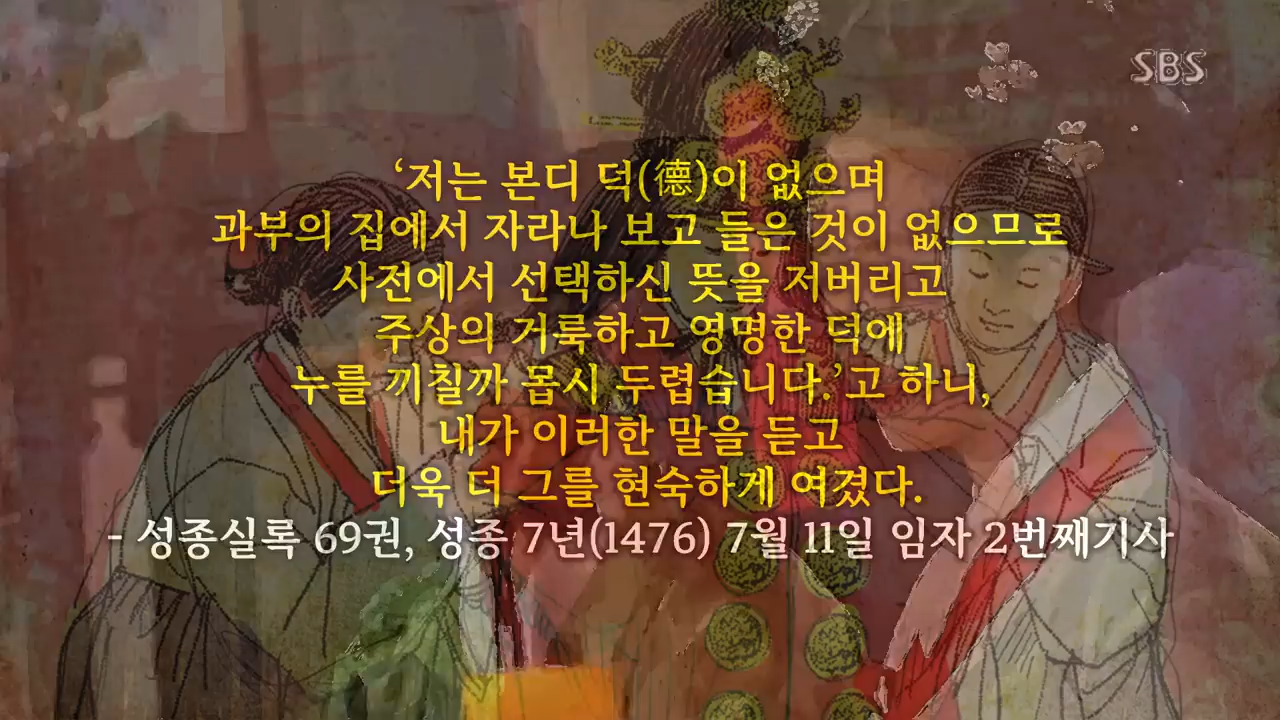 SBS
‘저는 본디 덕(德)이 없으며
과부의 집에서 자라나 보고 들은 것이 없으므로
사전에서 선택하신 뜻을 저버리고
주상의 거룩하고 영명한 덕에
누를 끼칠까 몹시 두렵습니다.’고 하니,
내가 이러한 말을 듣고
더욱 더 그를 현숙하게 여겼다.
- 성종실록 69권, 성종 7년(1476) 7월 11일 임자 2번째기사